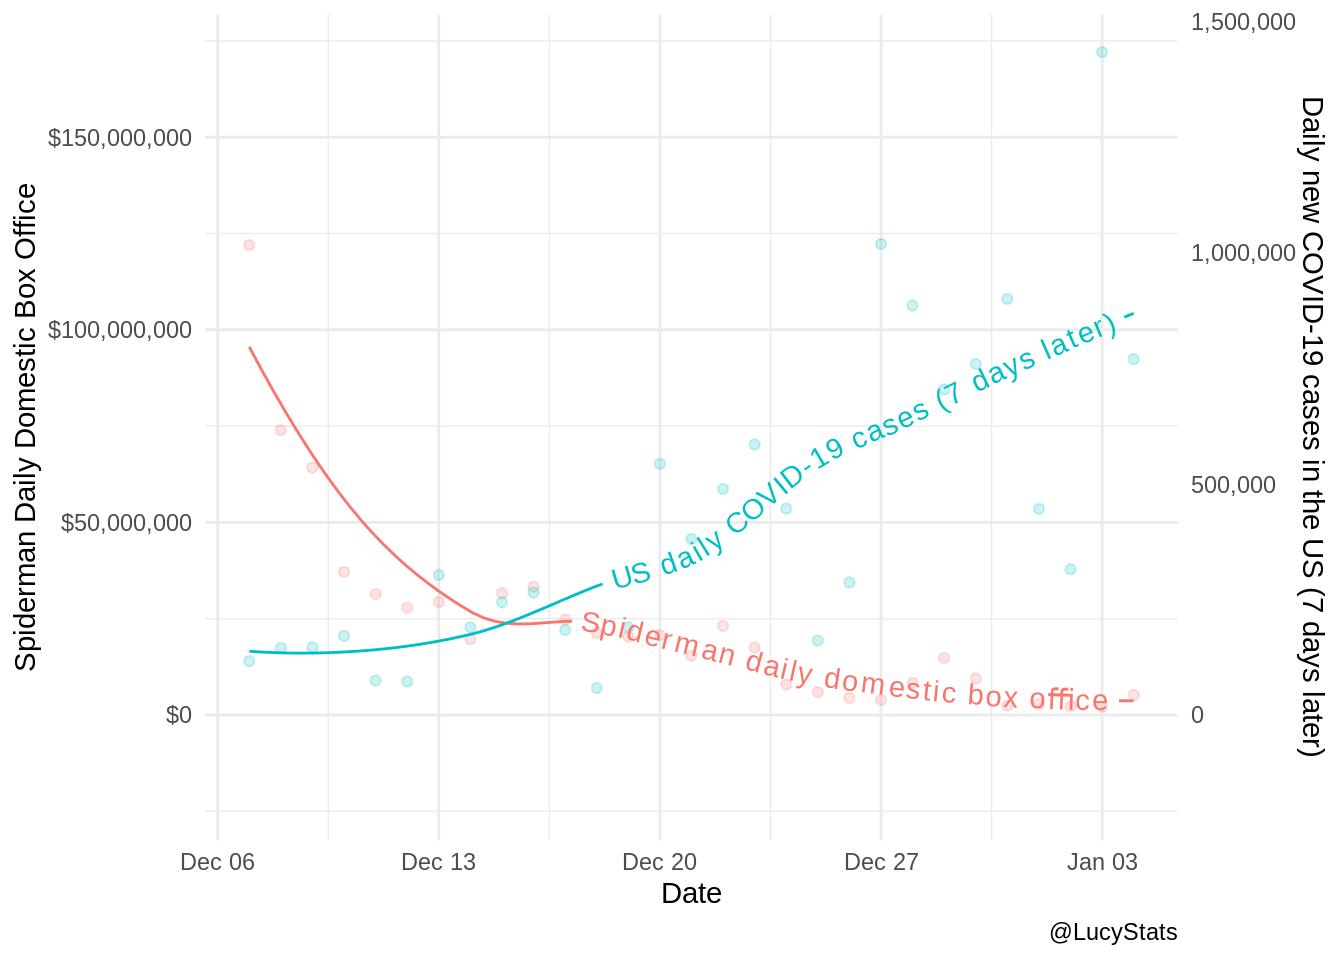 1,500,000
$150,000,000
1,000,000
$100,000,000
500,000
$50,000,000
$0
0
Spiderman Daily Domestic Box Office
Daily new COVID-19 cases in the US (7 days later)
US daily COVID-19 cases (7 days later)
Spiderman daily domestic box office
Dec 06
Dec 13
Dec 20
Dec 27
Jan 03
Date
@LucyStats